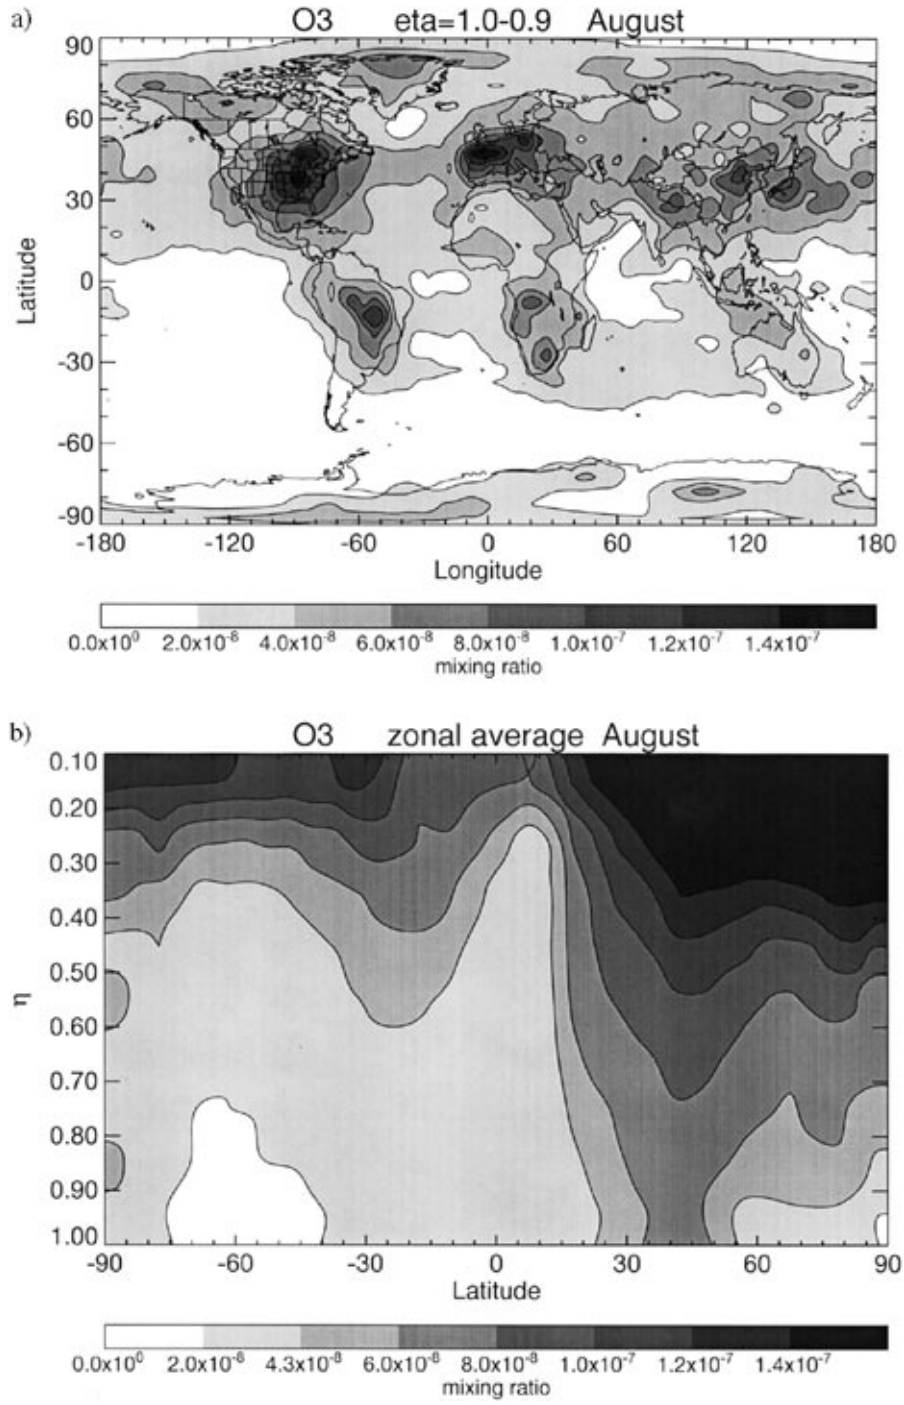 a) O3 eta=1.0-0.9 August
90
60
30
0
-30
-60
-90
Latitude
-180 -120 -60 0 60 120 180
Longitude
0.0x10⁰ 2.0x10⁻⁸ 4.0x10⁻⁸ 6.0x10⁻⁸ 8.0x10⁻⁸ 1.0x10⁻⁷ 1.2x10⁻⁷ 1.4x10⁻⁷
mixing ratio
b) O3 zonal average August
0.10
0.20
0.30
0.40
0.50
0.60
0.70
0.80
0.90
1.00
η
-90 -60 -30 0 30 60 90
Latitude
0.0x10⁰ 2.0x10⁻⁸ 4.3x10⁻⁸ 6.0x10⁻⁸ 8.0x10⁻⁸ 1.0x10⁻⁷ 1.2x10⁻⁷ 1.4x10⁻⁷
mixing ratio